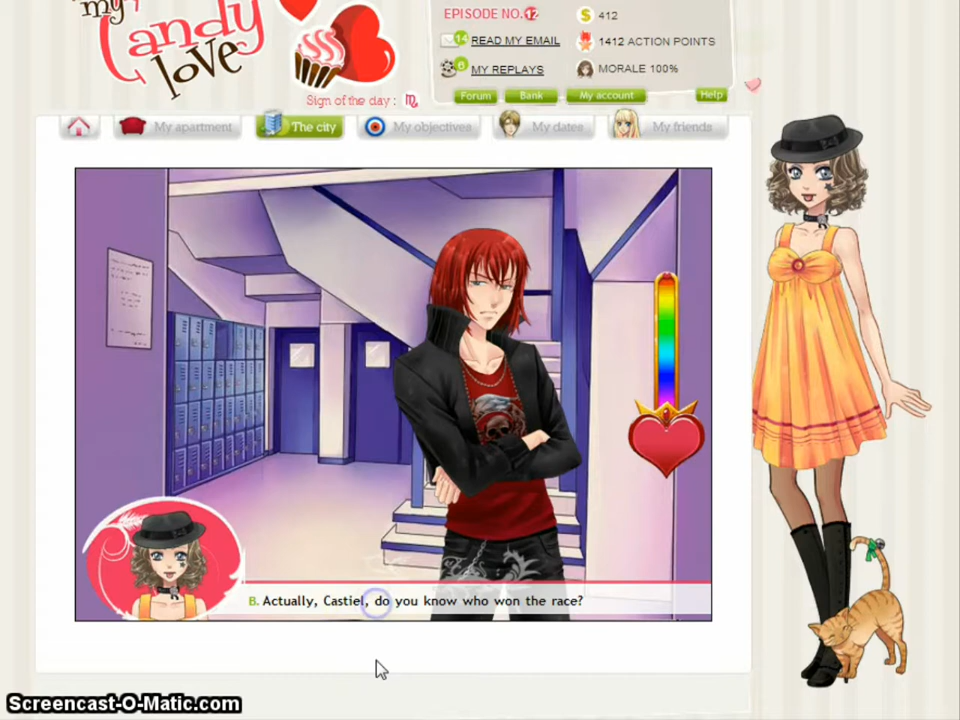 my
Candy
love
EPISODE NO.12
$ 412
14 READ MY EMAIL
1412 ACTION POINTS
6 MY REPLAYS
MORALE 100%
Sign of the day : ♏
Forum
Bank
My account
Help
My apartment
The city
My objectives
My dates
My friends
B. Actually, Castiel, do you know who won the race?
Screencast-O-Matic.com